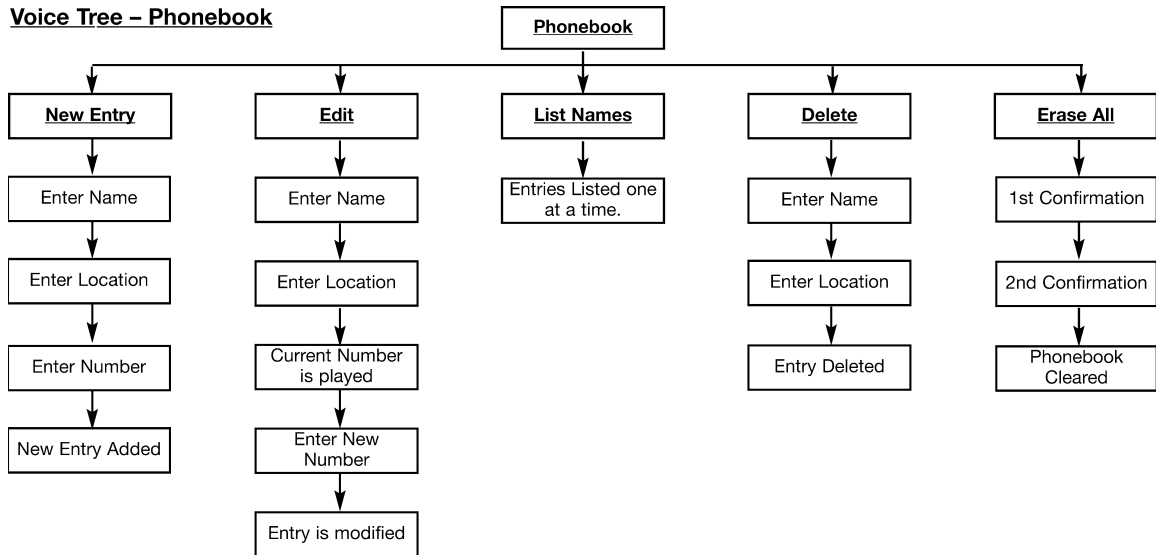 Voice Tree – Phonebook
Phonebook
New Entry
Edit
List Names
Delete
Erase All
Enter Name
Enter Name
Entries Listed one
at a time.
Enter Name
1st Confirmation
Enter Location
Enter Location
Enter Location
2nd Confirmation
Enter Number
Current Number
is played
Entry Deleted
Phonebook
Cleared
New Entry Added
Enter New
Number
Entry is modified